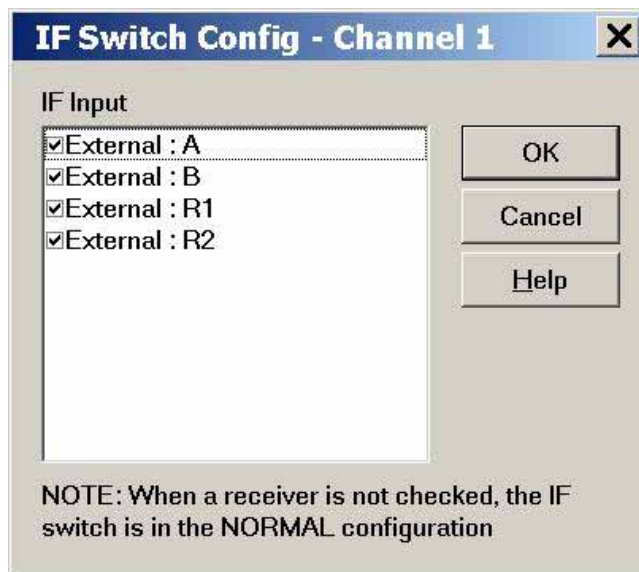 IF Switch Config - Channel 1
IF Input
External : A
External : B
External : R1
External : R2
OK
Cancel
Help
NOTE: When a receiver is not checked, the IF
switch is in the NORMAL configuration